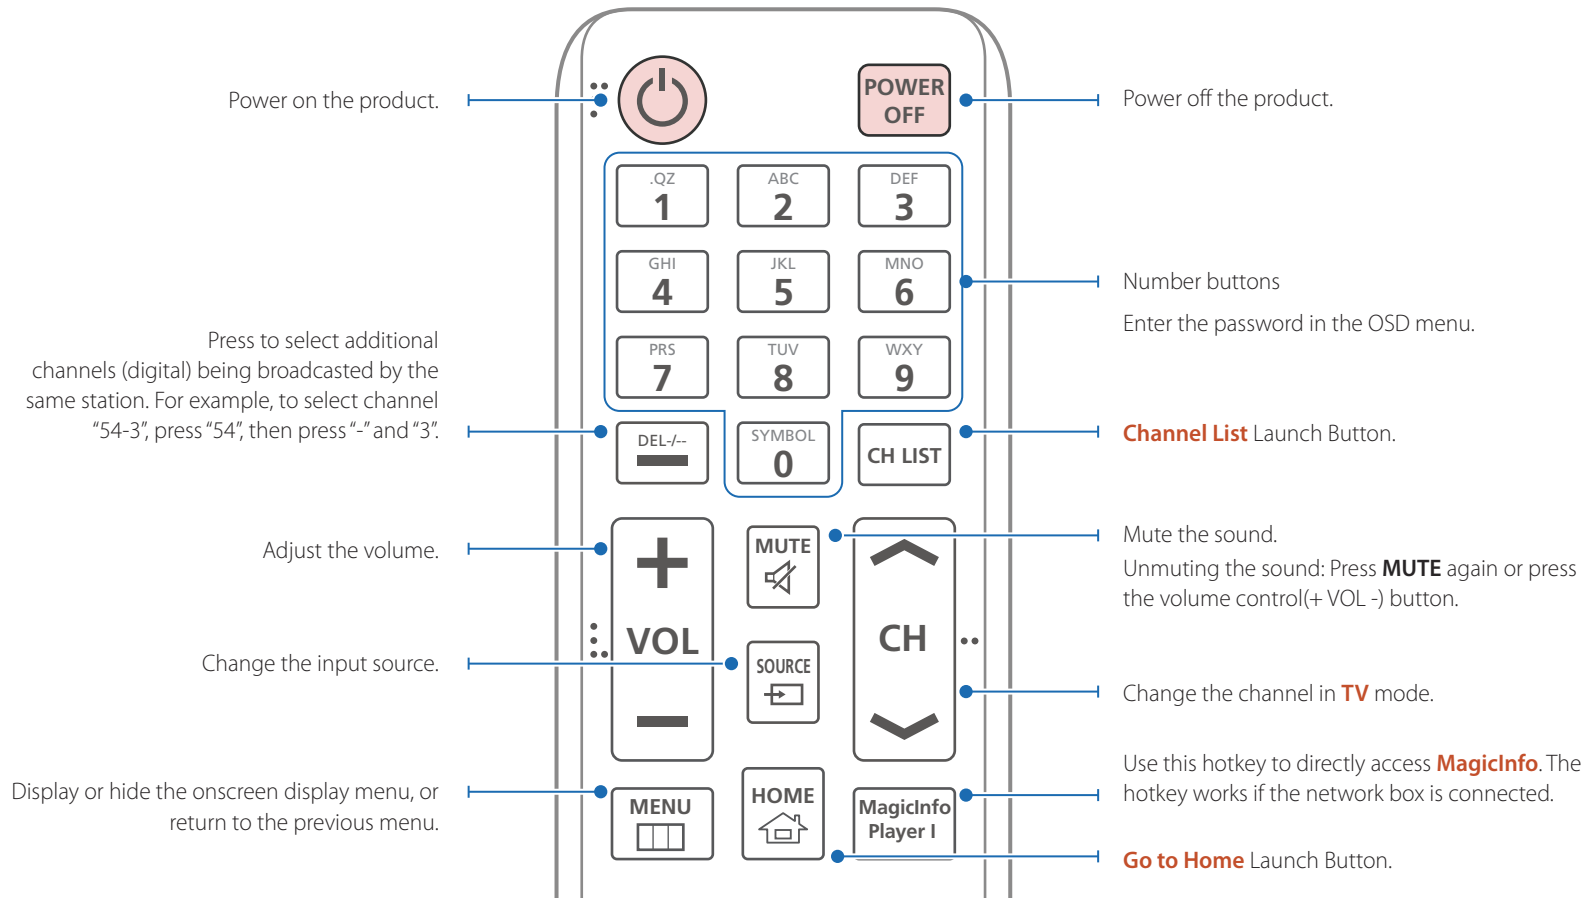 Power on the product.
POWER
OFF
Power off the product.
.QZ
1
ABC
2
DEF
3
GHI
4
JKL
5
MNO
6
Number buttons
Enter the password in the OSD menu.
Press to select additional
channels (digital) being broadcasted by the
same station. For example, to select channel
“54-3”, press “54”, then press “-” and “3”.
PRS
7
TUV
8
WXY
9
DEL-/--
SYMBOL
0
CH LIST
Channel List Launch Button.
Adjust the volume.
VOL
MUTE
Mute the sound.
Unmuting the sound: Press MUTE again or press
the volume control(+ VOL -) button.
Change the input source.
SOURCE
CH
Change the channel in TV mode.
Display or hide the onscreen display menu, or
return to the previous menu.
MENU
HOME
MagicInfo
Player I
Use this hotkey to directly access MagicInfo. The
hotkey works if the network box is connected.
Go to Home Launch Button.